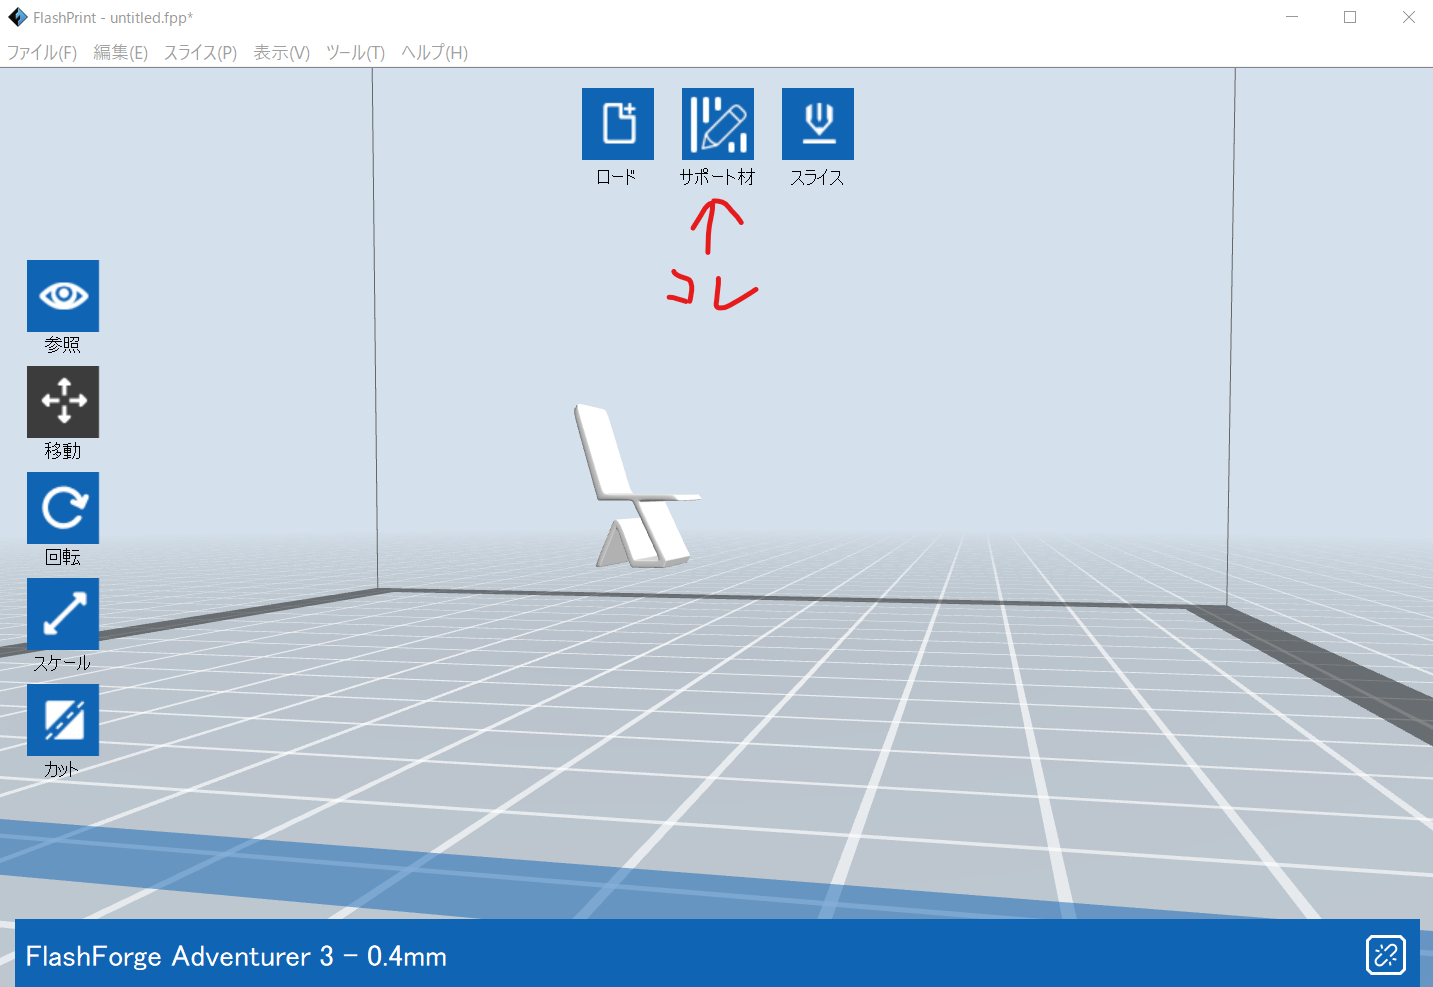 FlashPrint - untitled.fpp*
ファイル(F) 編集(E) スライス(P) 表示(V) ツール(T) ヘルプ(H)
ロード サポート材 スライス
コレ
参照
移動
回転
スケール
カット
FlashForge Adventurer 3 - 0.4mm